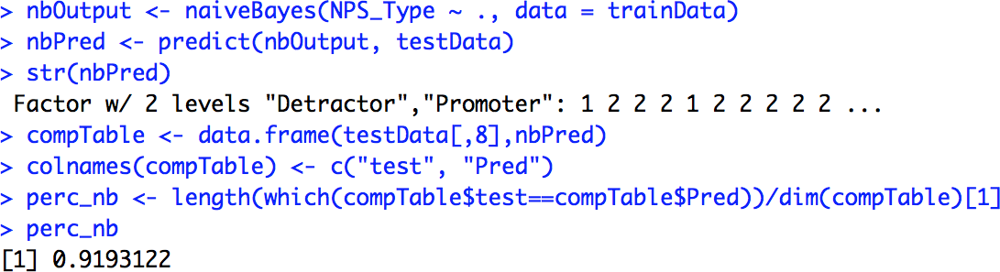 > nbOutput <- naiveBayes(NPS_Type ~ ., data = trainData)
> nbPred <- predict(nbOutput, testData)
> str(nbPred)
 Factor w/ 2 levels "Detractor","Promoter": 1 2 2 2 1 2 2 2 2 2 ...
> compTable <- data.frame(testData[,8],nbPred)
> colnames(compTable) <- c("test", "Pred")
> perc_nb <- length(which(compTable$test==compTable$Pred))/dim(compTable)[1]
> perc_nb
[1] 0.9193122